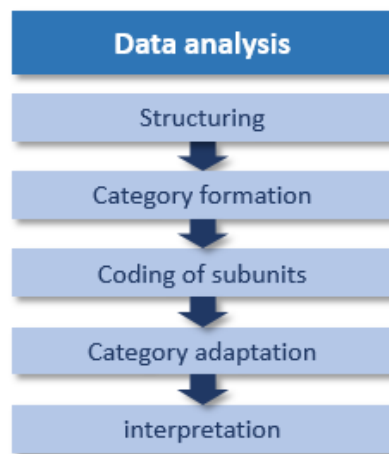 Data analysis
Structuring
Category formation
Coding of subunits
Category adaptation
interpretation